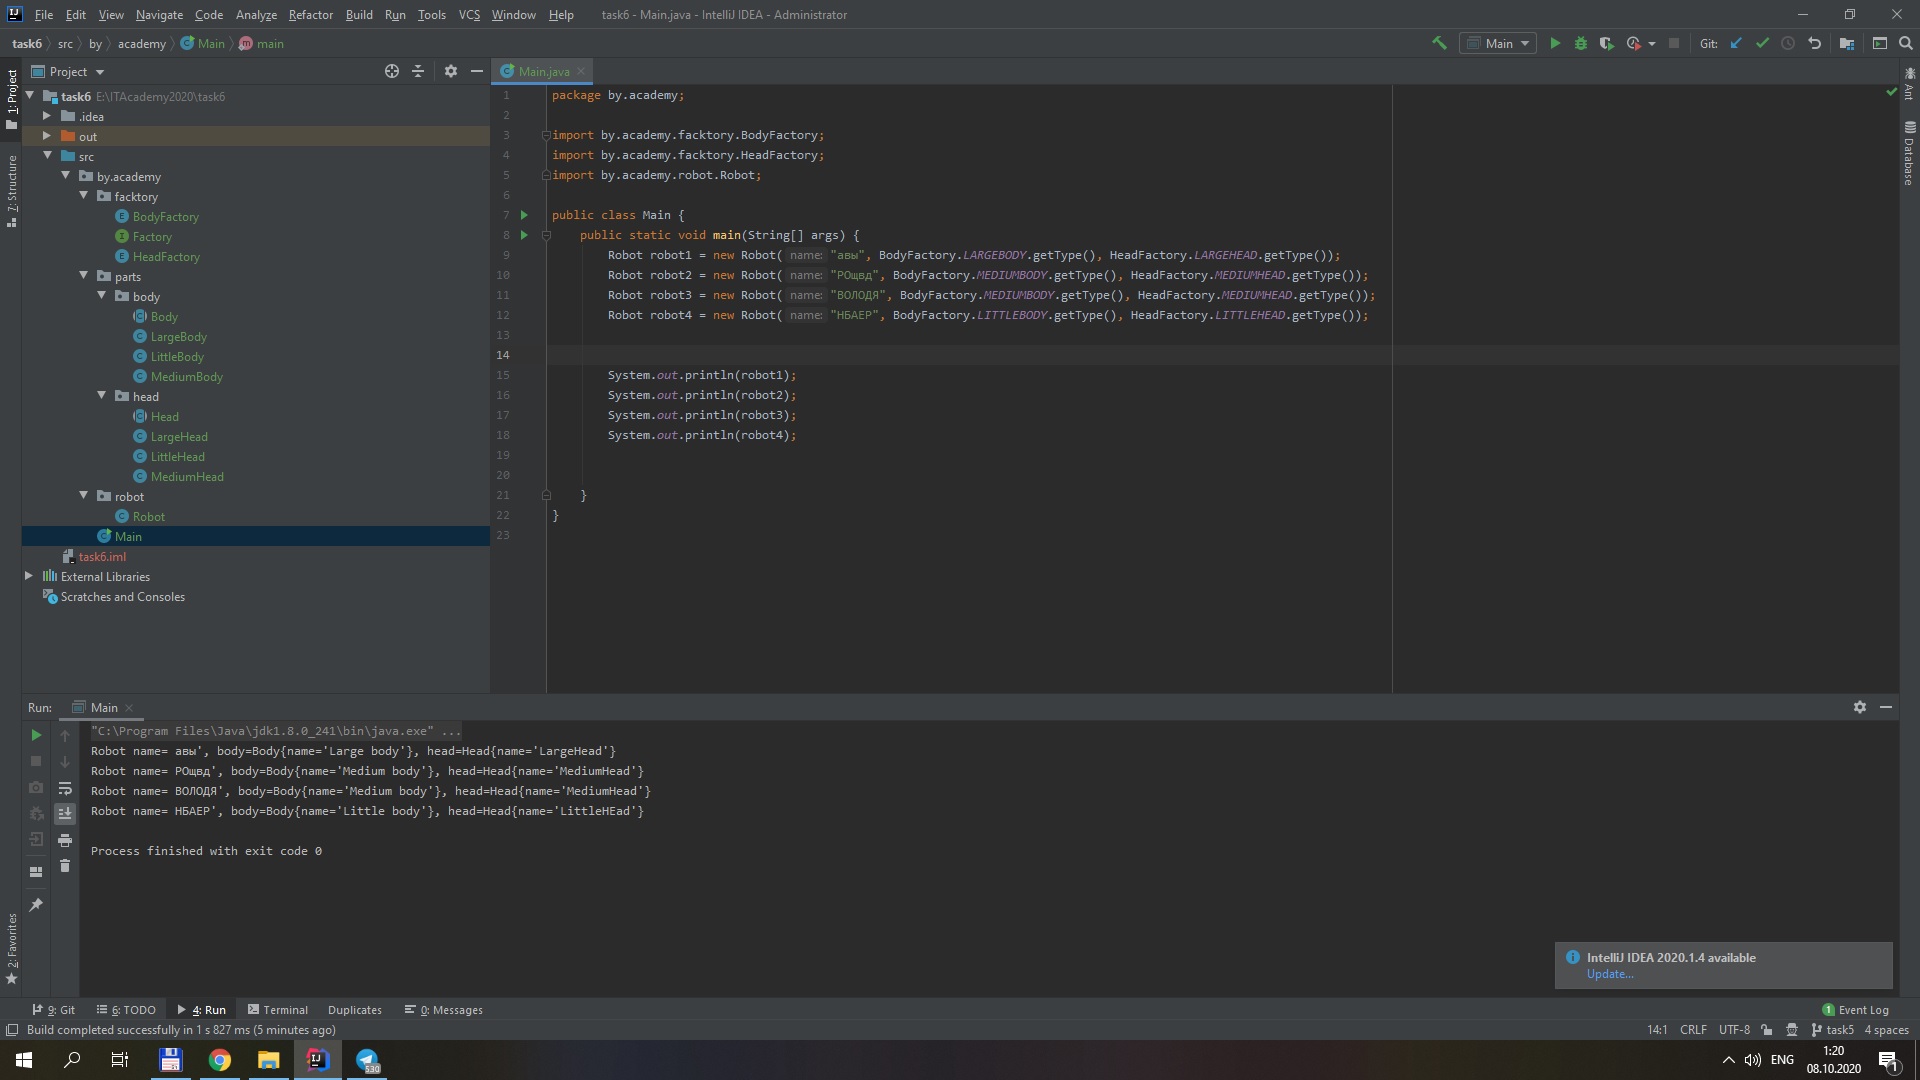 File Edit View Navigate Code Analyze Refactor Build Run Tools VCS Window Help task6 - Main.java - IntelliJ IDEA - Administrator
task6 src by academy Main main
Main Git:
1: Project
7: Structure
2: Favorites
Project
task6 E:\ITAcademy2020\task6
.idea
out
src
by.academy
facktory
BodyFactory
Factory
HeadFactory
parts
body
Body
LargeBody
LittleBody
MediumBody
head
Head
LargeHead
LittleHead
MediumHead
robot
Robot
Main
task6.iml
External Libraries
Scratches and Consoles
Main.java
1 package by.academy;
2
3 import by.academy.facktory.BodyFactory;
4 import by.academy.facktory.HeadFactory;
5 import by.academy.robot.Robot;
6
7 public class Main {
8 public static void main(String[] args) {
9 Robot robot1 = new Robot( name: "авы", BodyFactory.LARGEBODY.getType(), HeadFactory.LARGEHEAD.getType());
10 Robot robot2 = new Robot( name: "РОщвд", BodyFactory.MEDIUMBODY.getType(), HeadFactory.MEDIUMHEAD.getType());
11 Robot robot3 = new Robot( name: "ВОЛОДЯ", BodyFactory.MEDIUMBODY.getType(), HeadFactory.MEDIUMHEAD.getType());
12 Robot robot4 = new Robot( name: "НБАЕР", BodyFactory.LITTLEBODY.getType(), HeadFactory.LITTLEHEAD.getType());
13
14
15 System.out.println(robot1);
16 System.out.println(robot2);
17 System.out.println(robot3);
18 System.out.println(robot4);
19
20
21 }
22 }
23
Ant
Database
Run: Main
"C:\Program Files\Java\jdk1.8.0_241\bin\java.exe" ...
Robot name= авы', body=Body{name='Large body'}, head=Head{name='LargeHead'}
Robot name= РОщвд', body=Body{name='Medium body'}, head=Head{name='MediumHead'}
Robot name= ВОЛОДЯ', body=Body{name='Medium body'}, head=Head{name='MediumHead'}
Robot name= НБАЕР', body=Body{name='Little body'}, head=Head{name='LittleHEad'}
Process finished with exit code 0
IntelliJ IDEA 2020.1.4 available
Update...
9: Git 6: TODO 4: Run Terminal Duplicates 0: Messages 1 Event Log
Build completed successfully in 1 s 827 ms (5 minutes ago) 14:1 CRLF UTF-8 task5 4 spaces
530 ENG 1:20
08.10.2020 1